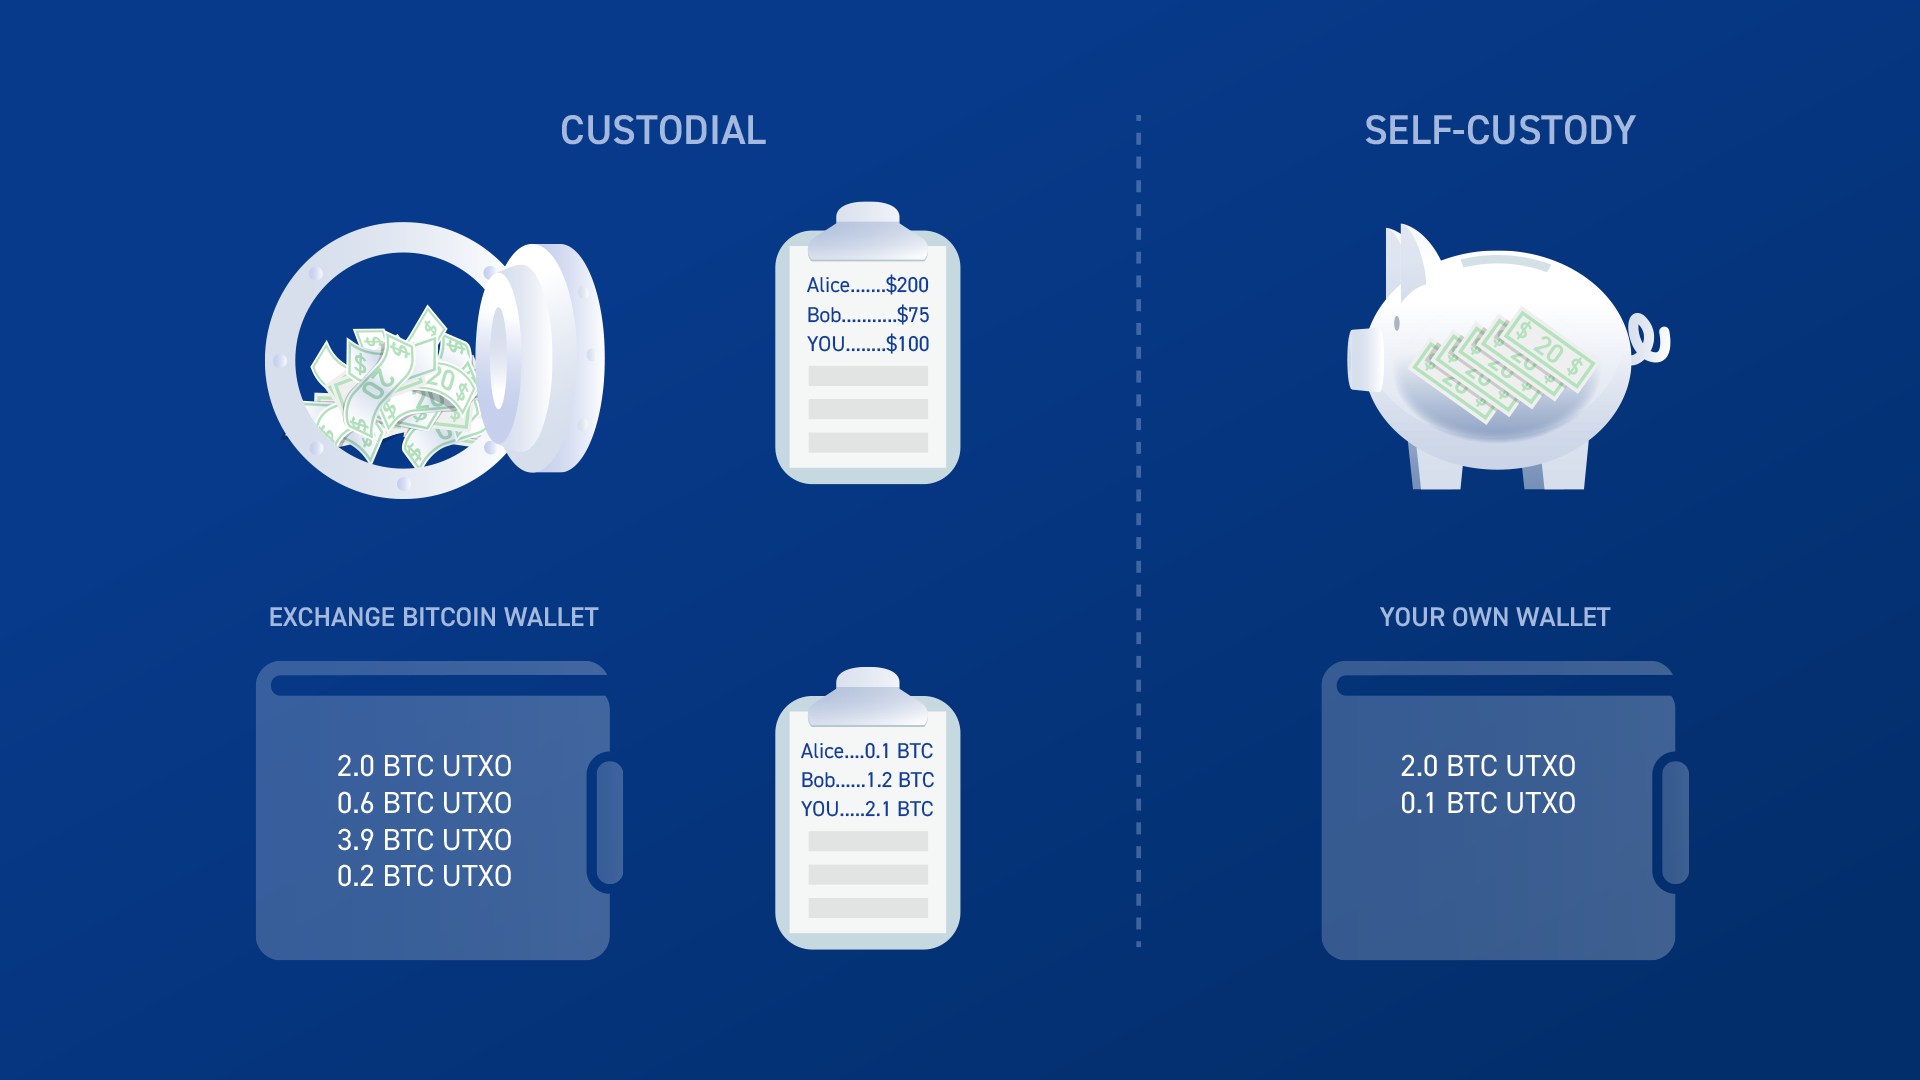 CUSTODIAL
Alice.......$200
Bob...........$75
YOU........$100
EXCHANGE BITCOIN WALLET
2.0 BTC UTXO
0.6 BTC UTXO
3.9 BTC UTXO
0.2 BTC UTXO
Alice....0.1 BTC
Bob......1.2 BTC
YOU.....2.1 BTC
SELF-CUSTODY
$ 20 $
YOUR OWN WALLET
2.0 BTC UTXO
0.1 BTC UTXO